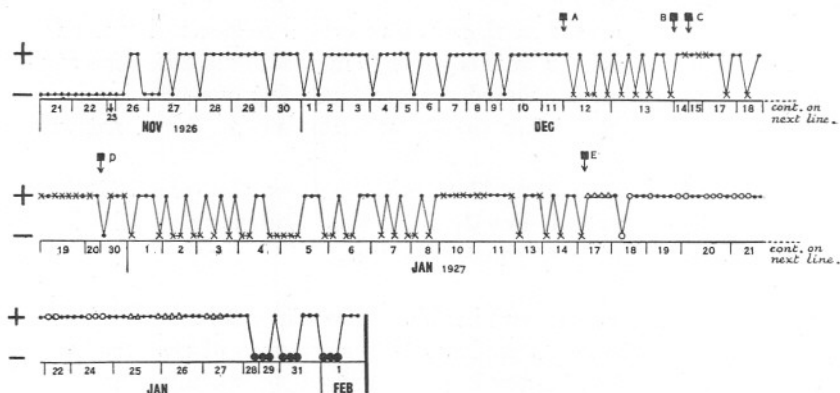 A B C
+
−
21 22 23 26 27 28 29 30 1 2 3 4 5 6 7 8 9 10 11 12 13 14 15 17 18 cont. on
next line.
NOV 1926 DEC
D E
+
−
19 20 30 1 2 3 4 5 6 7 8 10 11 13 14 17 18 19 20 21 cont. on
next line.
JAN 1927
+
−
22 24 25 26 27 28 29 31 1
JAN FEB